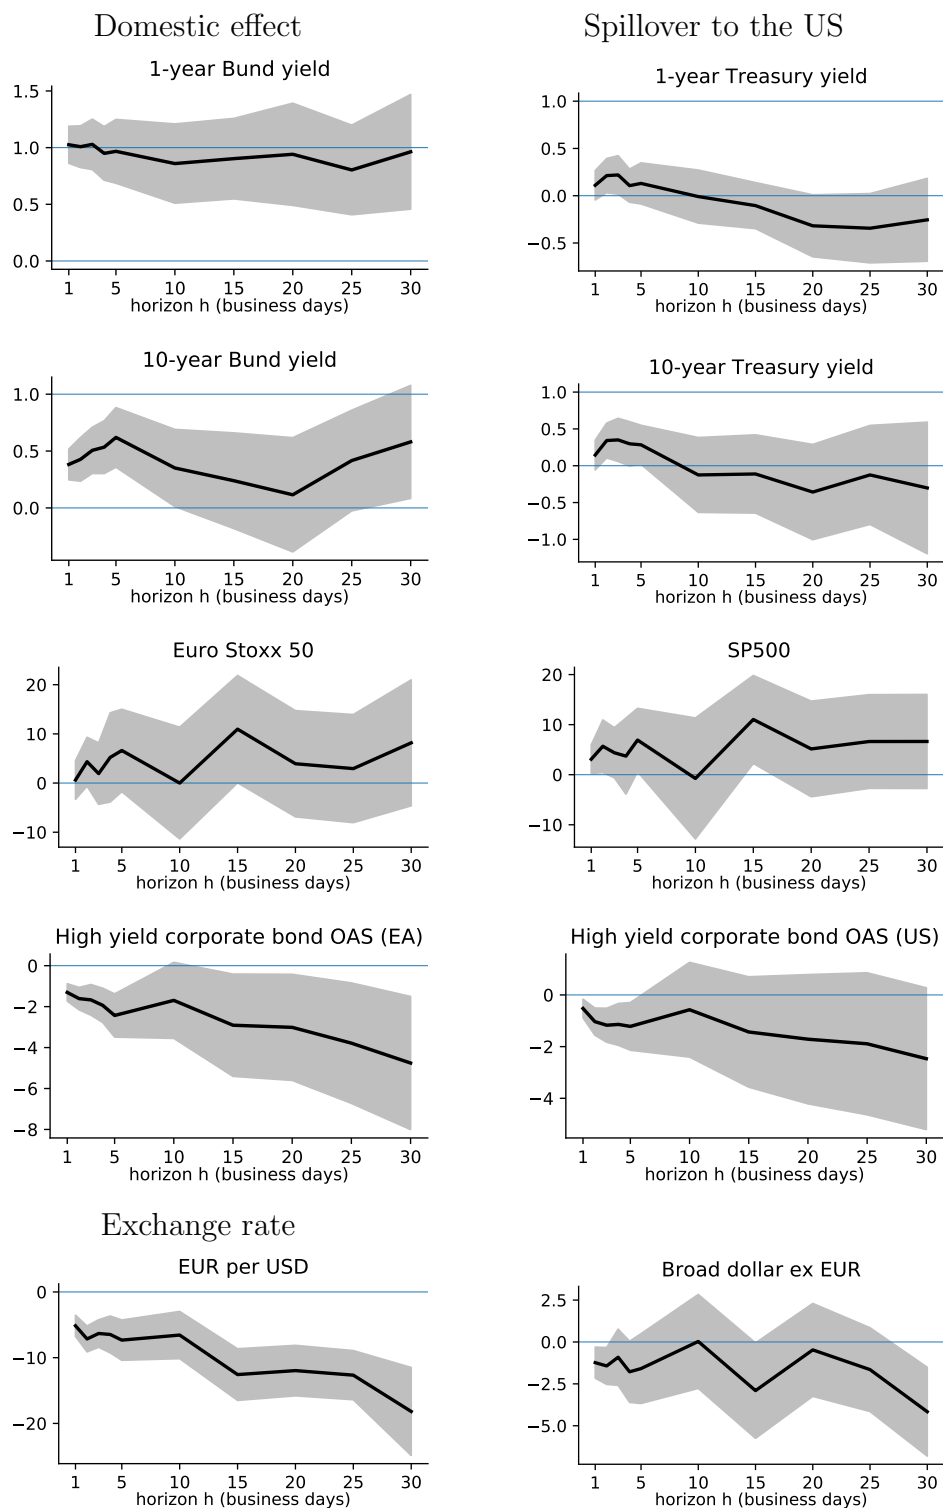 Domestic effect
Spillover to the US
1-year Bund yield
1.5
1.0
0.5
0.0
1 5 10 15 20 25 30
horizon h (business days)
1-year Treasury yield
1.0
0.5
0.0
−0.5
1 5 10 15 20 25 30
horizon h (business days)
10-year Bund yield
1.0
0.5
0.0
1 5 10 15 20 25 30
horizon h (business days)
10-year Treasury yield
1.0
0.5
0.0
−0.5
−1.0
1 5 10 15 20 25 30
horizon h (business days)
Euro Stoxx 50
20
10
0
−10
1 5 10 15 20 25 30
horizon h (business days)
SP500
20
10
0
−10
1 5 10 15 20 25 30
horizon h (business days)
High yield corporate bond OAS (EA)
0
−2
−4
−6
−8
1 5 10 15 20 25 30
horizon h (business days)
High yield corporate bond OAS (US)
0
−2
−4
1 5 10 15 20 25 30
horizon h (business days)
Exchange rate
EUR per USD
0
−10
−20
1 5 10 15 20 25 30
horizon h (business days)
Broad dollar ex EUR
2.5
0.0
−2.5
−5.0
1 5 10 15 20 25 30
horizon h (business days)